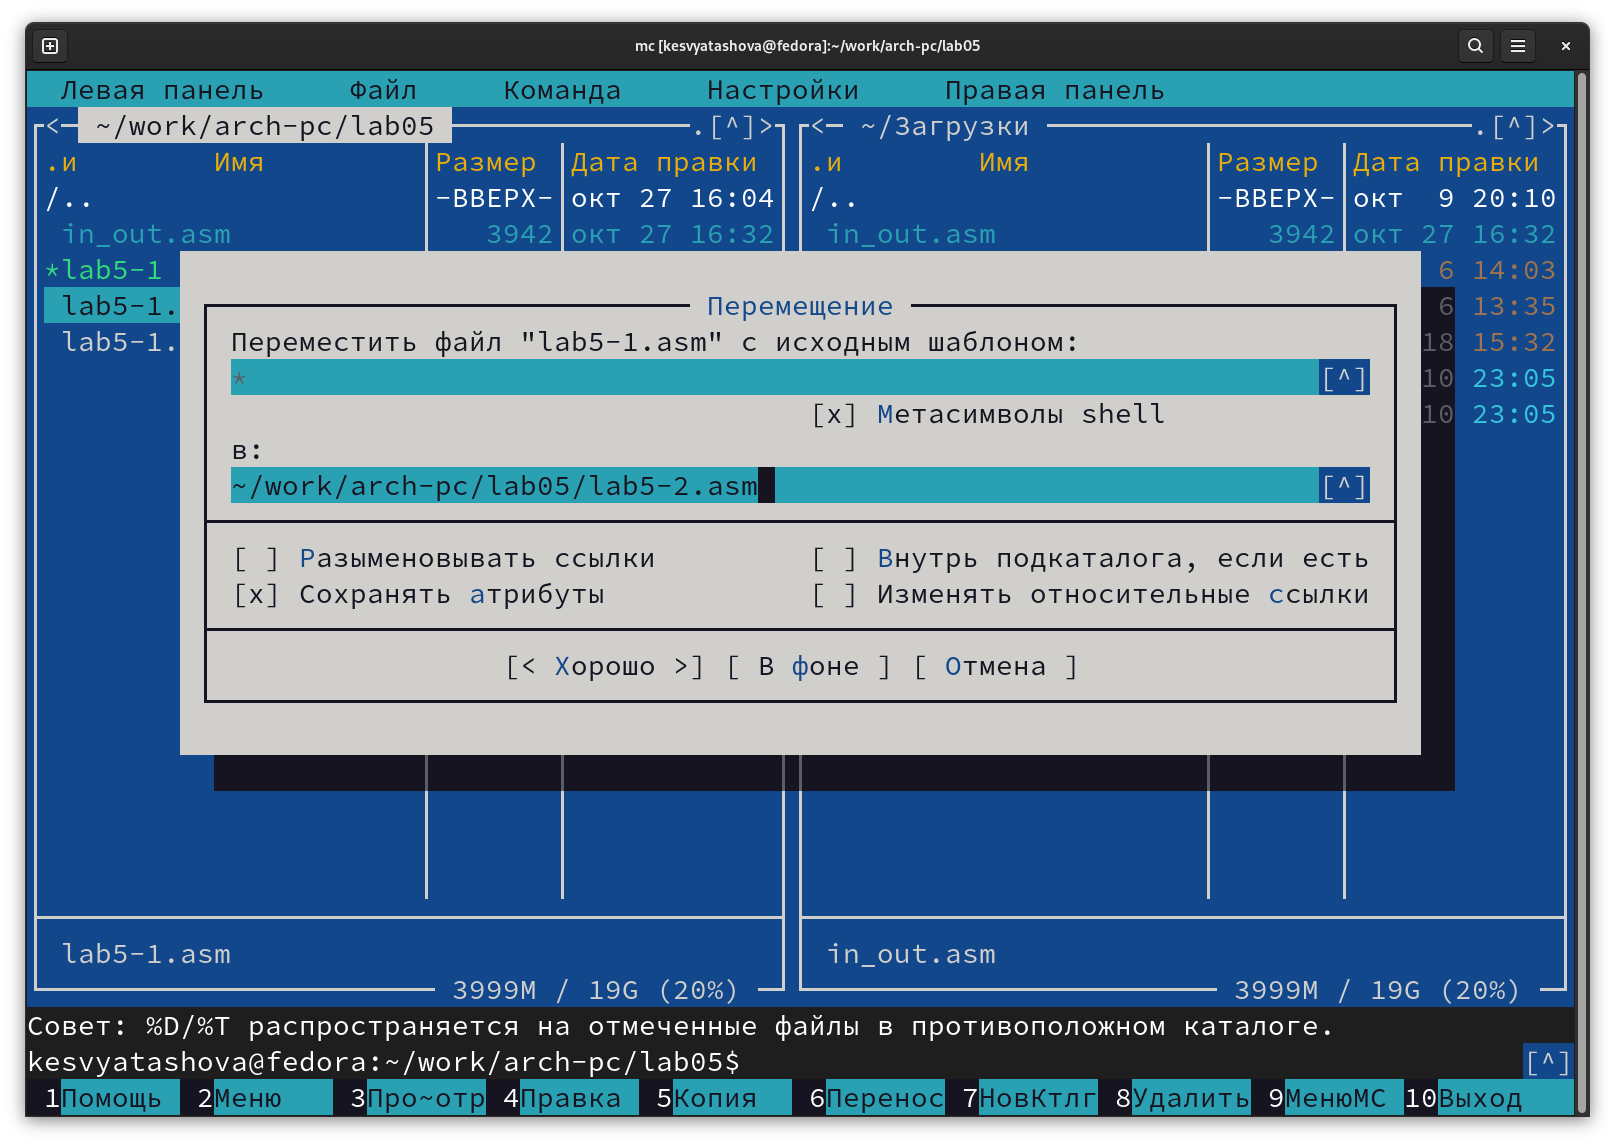 mc [kesvyatashova@fedora]:~/work/arch-pc/lab05
Левая панель Файл Команда Настройки Правая панель
<─ ~/work/arch-pc/lab05 .[^]> <─ ~/Загрузки .[^]>
.и Имя Размер Дата правки .и Имя Размер Дата правки
/.. -ВВЕРХ- окт 27 16:04 /.. -ВВЕРХ- окт 9 20:10
in_out.asm 3942 окт 27 16:32 in_out.asm 3942 окт 27 16:32
*lab5-1 6 14:03
lab5-1. 6 13:35
lab5-1. 18 15:32
10 23:05
10 23:05
Перемещение
Переместить файл "lab5-1.asm" с исходным шаблоном:
* [^]
[x] Метасимволы shell
в:
~/work/arch-pc/lab05/lab5-2.asm [^]
[ ] Разыменовывать ссылки [ ] Внутрь подкаталога, если есть
[x] Сохранять атрибуты [ ] Изменять относительные ссылки
[< Хорошо >] [ В фоне ] [ Отмена ]
lab5-1.asm in_out.asm
3999M / 19G (20%) 3999M / 19G (20%)
Совет: %D/%T распространяется на отмеченные файлы в противоположном каталоге.
kesvyatashova@fedora:~/work/arch-pc/lab05$ [^]
1Помощь 2Меню 3Про~отр 4Правка 5Копия 6Перенос 7НовКтлг 8Удалить 9МенюMC 10Выход